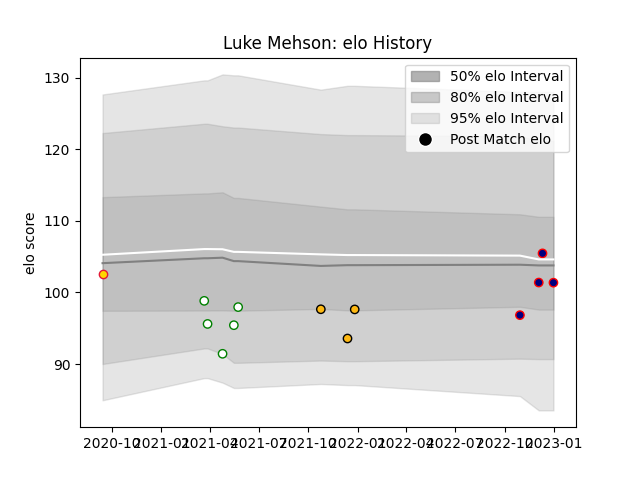 Luke Mehson: elo History
50% elo Interval
80% elo Interval
95% elo Interval
Post Match elo
elo score
130
120
110
100
90
2020-10 2021-01 2021-04 2021-07 2021-10 2022-01 2022-04 2022-07 2022-10 2023-01